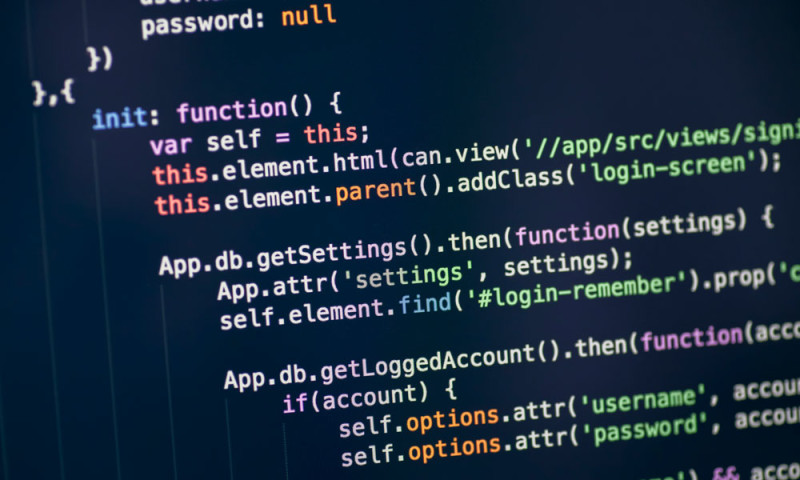 password: null
})
},{
init: function() {
var self = this;
this.element.html(can.view('//app/src/views/signi
this.element.parent().addClass('login-screen');
App.db.getSettings().then(function(settings) {
App.attr('settings', settings);
self.element.find('#login-remember').prop('c
App.db.getLoggedAccount().then(function(acco
if(account) {
self.options.attr('username', accoun
self.options.attr('password', accou
') && acco